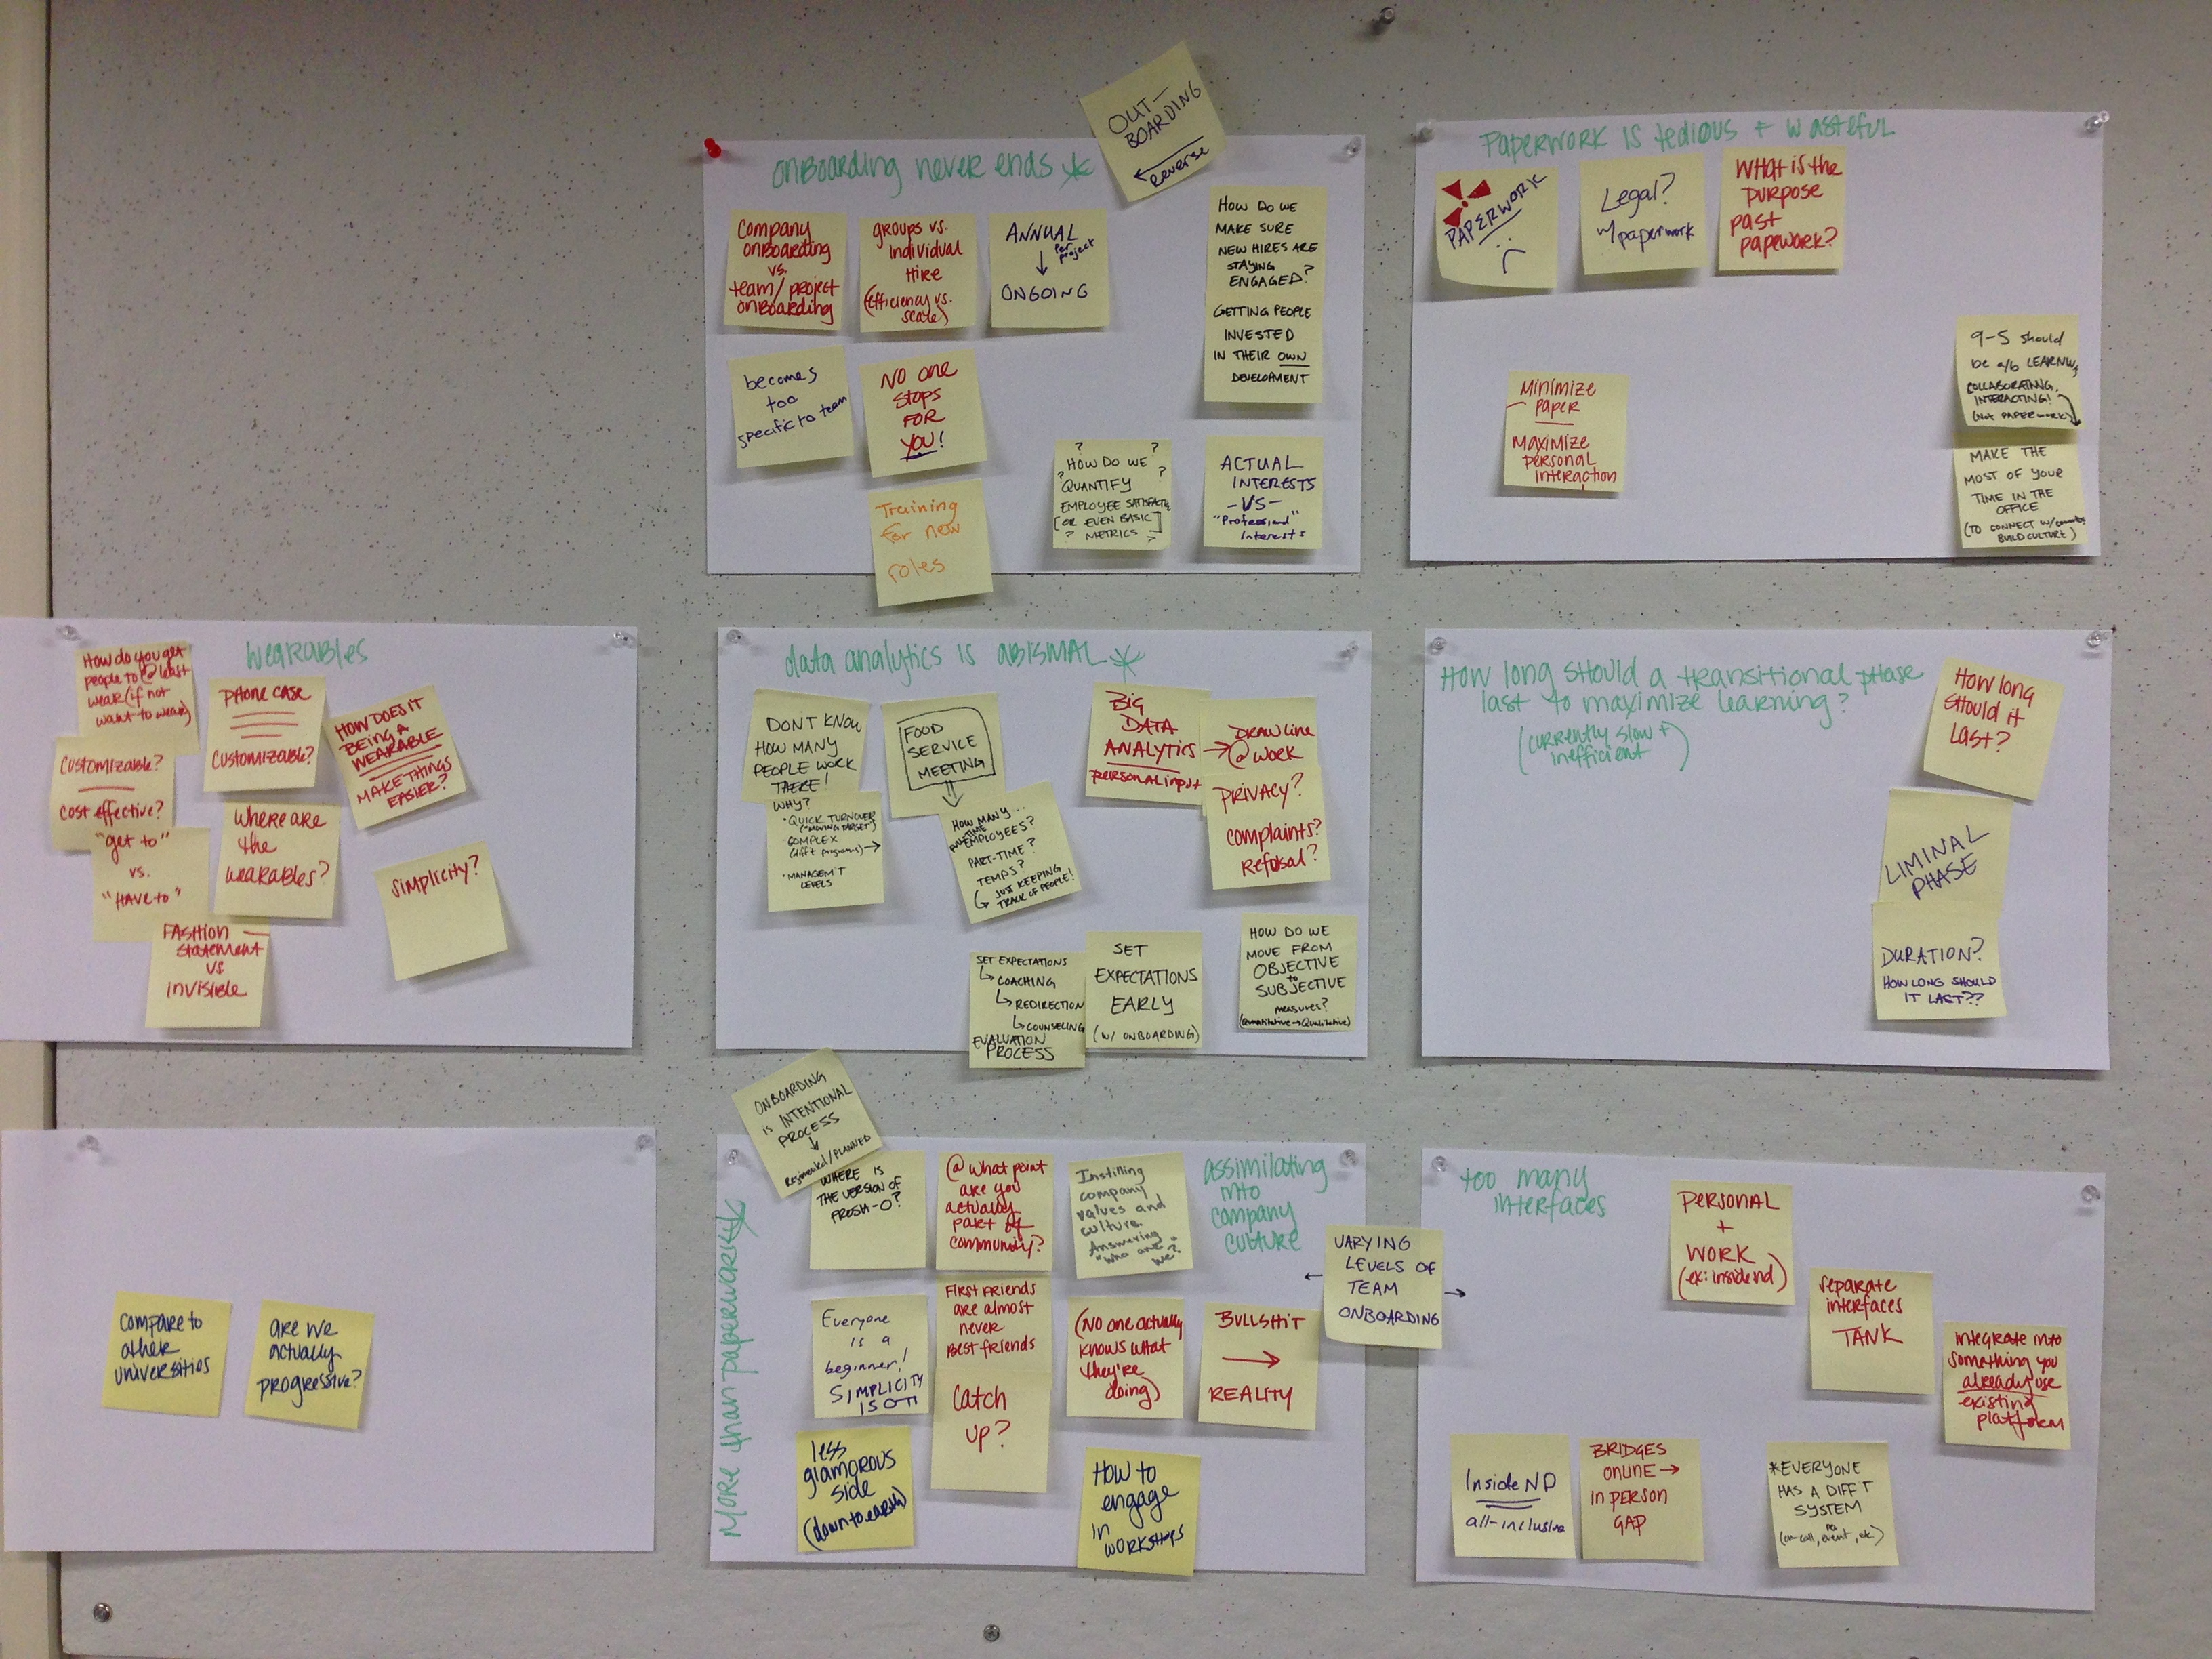 OUT-
BOARDING
Reverse
Onboarding never ends
Company
onboarding
vs.
team/project
onboarding
groups vs.
Individual
Hire
(Efficiency vs.
scale)
ANNUAL
per
project
ONGOING
HOW DO WE
MAKE SURE
NEW HIRES ARE
STAYING
ENGAGED?
GETTING PEOPLE
INVESTED
IN THEIR OWN
DEVELOPMENT
becomes
too
specific to team
NO ONE
stops
FOR
YOU!
Training
for new
roles
? ?
HOW DO WE
? ?
QUANTIFY
EMPLOYEE SATISFACTION
[OR EVEN BASIC]
? METRICS ?
ACTUAL
INTERESTS
-VS-
"Professional"
Interests
Paperwork is tedious + wasteful
PAPERWORK
:(
Legal?
w/ paperwork
What is the
purpose
past
papework?
Minimize
paper
maximize
personal
interaction
9-5 should
be a/b LEARNING,
COLLABORATING,
INTERACTING!
(NOT PAPERWORK)
MAKE THE
MOST OF YOUR
TIME IN THE
OFFICE
(TO CONNECT w/
BUILD CULTURE)
wearables
How do you get
people to @ least
wear (if not
want to wear)
Phone case
customizable?
HOW DOES IT
BEING A
WEARABLE
MAKE THINGS
EASIER?
customizable?
cost effective?
"get to"
vs.
"HAVE to"
Where are
the
wearables?
simplicity?
Fashion
statement
vs
invisible
data analytics is abismal
DONT KNOW
HOW MANY
PEOPLE WORK
THERE!
WHY?
• QUICK TURNOVER
("MOVING TARGET")
COMPLEX
(diff't programs) →
• MANAGEM'T
LEVELS
FOOD
SERVICE
MEETING
HOW MANY...
TIME
EMPLOYEES?
PART-TIME?
TEMPS?
JUST KEEPING
TRACK OF PEOPLE!
BIG
DATA
ANALYTICS →
personal input
DRAW line
@ work
PRIVACY?
complaints?
refusal?
SET EXPECTATIONS
COACHING
REDIRECTION
COUNSELING
EVALUATION
PROCESS
SET
EXPECTATIONS
EARLY
(w/ ONBOARDING)
HOW DO WE
MOVE FROM
OBJECTIVE
to
SUBJECTIVE
measures?
(Quantitative → Qualitative)
How long should a transitional phase
last to maximize learning?
(currently slow +
inefficient)
How long
should it
last?
LIMINAL
PHASE
DURATION?
HOW LONG SHOULD
IT LAST??
compare to
other
universities
are we
actually
progressive?
More than paperwork
ONBOARDING
is INTENTIONAL
PROCESS
Regimented/PLANNED
WHERE IS
THE VERSION OF
FROSH-O?
@ what point
are you
actually
part of
community?
Instilling
company
values and
culture.
Answering
"who are
we?"
assimilating
into
company
culture
VARYING
LEVELS OF
TEAM
ONBOARDING
Everyone
is a
beginner!
SIMPLICITY
First Friends
are almost
never
Best friends
catch
up?
(No one actually
knows what
they're
doing)
BULLSHIT
→
REALITY
less
glamorous
side
(down to earth)
HOW to
engage
in
WORKSHOPS
too many
interfaces
PERSONAL
+
WORK
(ex: insidend)
separate
interfaces
TANK
integrate into
something you
already use
existing
platform
Inside ND
all-inclusive
BRIDGES
ONLINE →
IN PERSON
GAP
*EVERYONE
HAS A DIFF'T
SYSTEM
(on-call, event, etc)